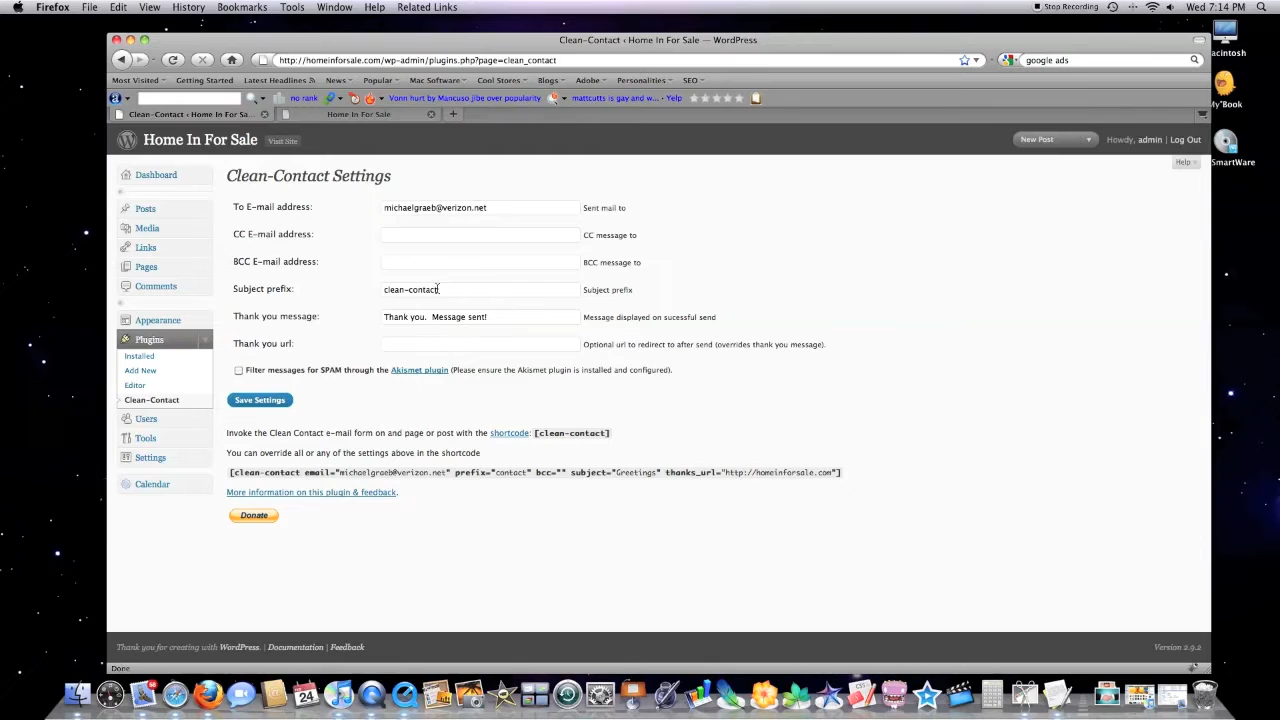 Firefox File Edit View History Bookmarks Tools Window Help Related Links Stop Recording Wed 7:14 PM
Clean-Contact ‹ Home In For Sale — WordPress
http://homeinforsale.com/wp-admin/plugins.php?page=clean_contact google ads
Most Visited Getting Started Latest Headlines News Popular Mac Software Cool Stores Blogs Adobe Personalities SEO
a no rank Vonn hurt by Mancuso jibe over popularity mattcutts is gay and w... Yelp
Clean-Contact ‹ Home In For Sa... Home In For Sale
Home In For Sale Visit Site New Post Howdy, admin | Log Out
Help
acintosh
My Book
SmartWare
Dashboard
Posts
Media
Links
Pages
Comments
Appearance
Plugins
Installed
Add New
Editor
Clean-Contact
Users
Tools
Settings
Calendar
Clean-Contact Settings
To E-mail address: michaelgraeb@verizon.net Sent mail to
CC E-mail address: CC message to
BCC E-mail address: BCC message to
Subject prefix: clean-contact Subject prefix
Thank you message: Thank you. Message sent! Message displayed on sucessful send
Thank you url: Optional url to redirect to after send (overrides thank you message).
Filter messages for SPAM through the Akismet plugin (Please ensure the Akismet plugin is installed and configured).
Save Settings
Invoke the Clean Contact e-mail form on and page or post with the shortcode: [clean-contact]
You can override all or any of the settings above in the shortcode
[clean-contact email="michaelgraeb@verizon.net" prefix="contact" bcc="" subject="Greetings" thanks_url="http://homeinforsale.com"]
More information on this plugin & feedback.
Donate
Thank you for creating with WordPress. | Documentation | Feedback Version 2.9.2
Done
24